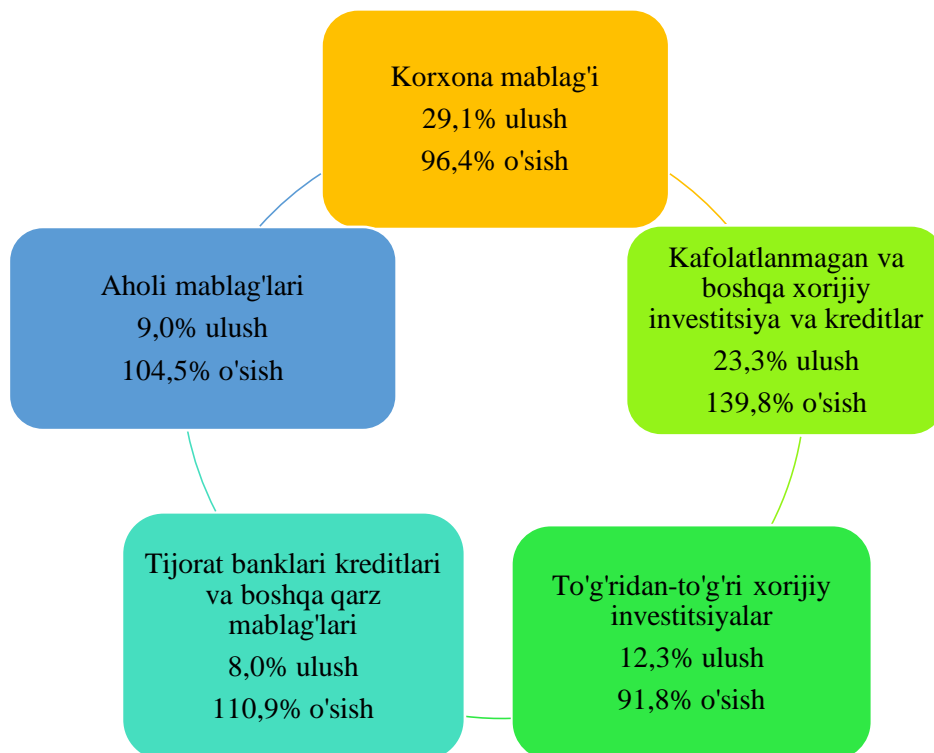 Korxona mablag'i
29,1% ulush
96,4% o'sish
Kafolatlanmagan va
boshqa xorijiy
investitsiya va kreditlar
23,3% ulush
139,8% o'sish
To'g'ridan-to'g'ri xorijiy
investitsiyalar
12,3% ulush
91,8% o'sish
Tijorat banklari kreditlari
va boshqa qarz
mablag'lari
8,0% ulush
110,9% o'sish
Aholi mablag'lari
9,0% ulush
104,5% o'sish